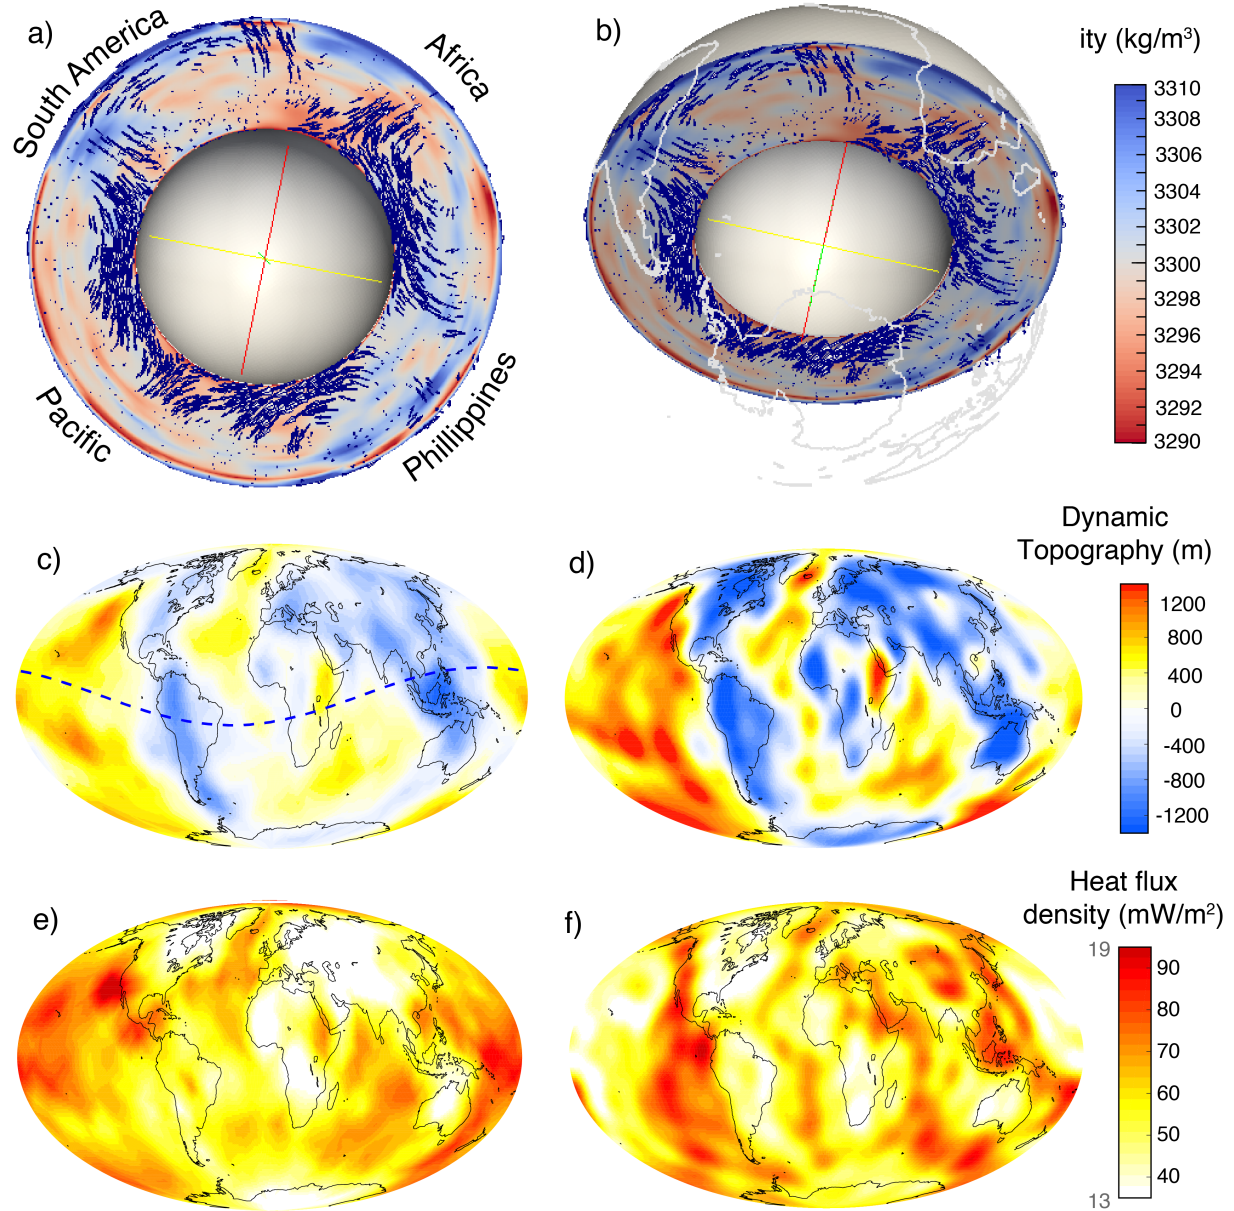 a)
South America
Africa
Pacific
Phillippines
b)
ity (kg/m³)
3310
3308
3306
3304
3302
3300
3298
3296
3294
3292
3290
c)
d)
Dynamic
Topography (m)
1200
800
400
0
-400
-800
-1200
e)
f)
Heat flux
density (mW/m²)
19
90
80
70
60
50
40
13